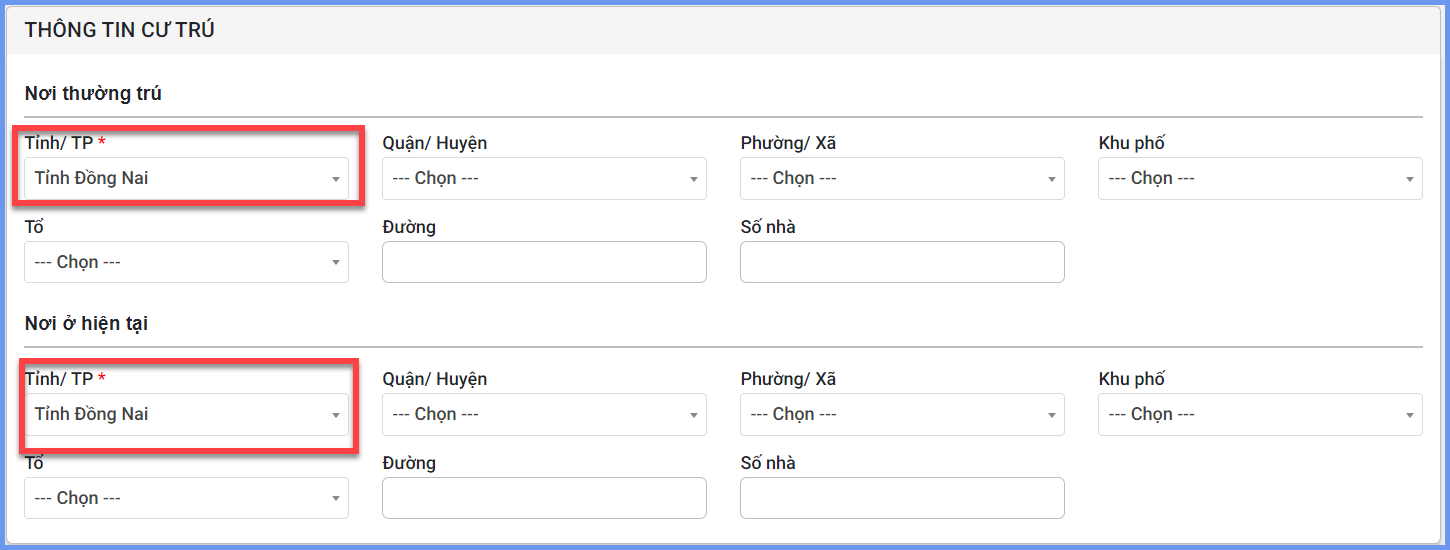 THÔNG TIN CƯ TRÚ
Nơi thường trú
Tỉnh/ TP * Quận/ Huyện Phường/ Xã Khu phố
Tỉnh Đồng Nai --- Chọn --- --- Chọn --- --- Chọn ---
Tổ Đường Số nhà
--- Chọn ---
Nơi ở hiện tại
Tỉnh/ TP * Quận/ Huyện Phường/ Xã Khu phố
Tỉnh Đồng Nai --- Chọn --- --- Chọn --- --- Chọn ---
Tổ Đường Số nhà
--- Chọn ---